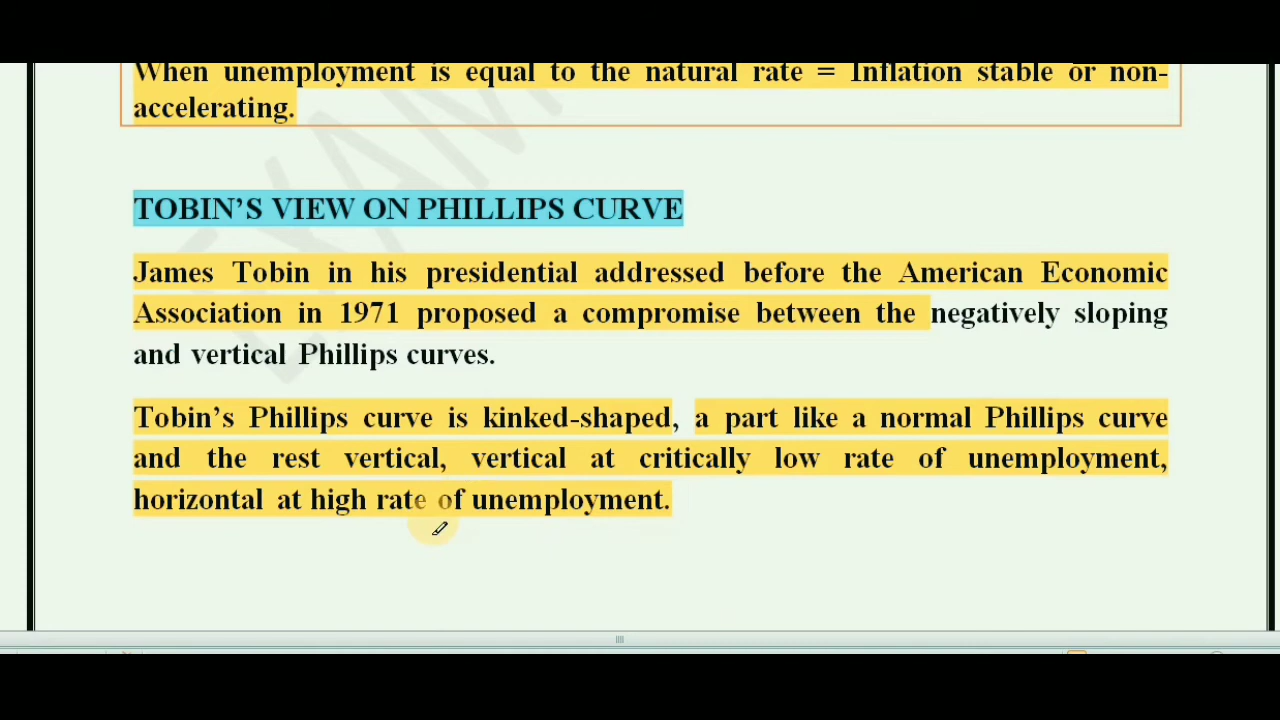 When unemployment is equal to the natural rate = Inflation stable or non-
accelerating.
TOBIN’S VIEW ON PHILLIPS CURVE
James Tobin in his presidential addressed before the American Economic
Association in 1971 proposed a compromise between the negatively sloping
and vertical Phillips curves.
Tobin’s Phillips curve is kinked-shaped, a part like a normal Phillips curve
and the rest vertical, vertical at critically low rate of unemployment,
horizontal at high rate of unemployment.